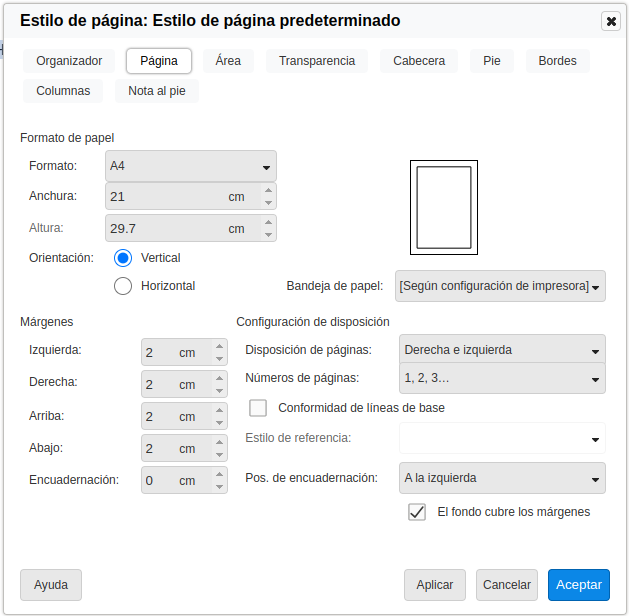 Estilo de página: Estilo de página predeterminado
Organizador Página Área Transparencia Cabecera Pie Bordes
Columnas Nota al pie
Formato de papel
Formato: A4
Anchura: 21 cm
Altura: 29.7 cm
Orientación: Vertical
Horizontal Bandeja de papel: [Según configuración de impresora]
Márgenes Configuración de disposición
Izquierda: 2 cm Disposición de páginas: Derecha e izquierda
Derecha: 2 cm Números de páginas: 1, 2, 3...
Arriba: 2 cm Conformidad de líneas de base
Abajo: 2 cm Estilo de referencia:
Encuadernación: 0 cm Pos. de encuadernación: A la izquierda
El fondo cubre los márgenes
Ayuda Aplicar Cancelar Aceptar